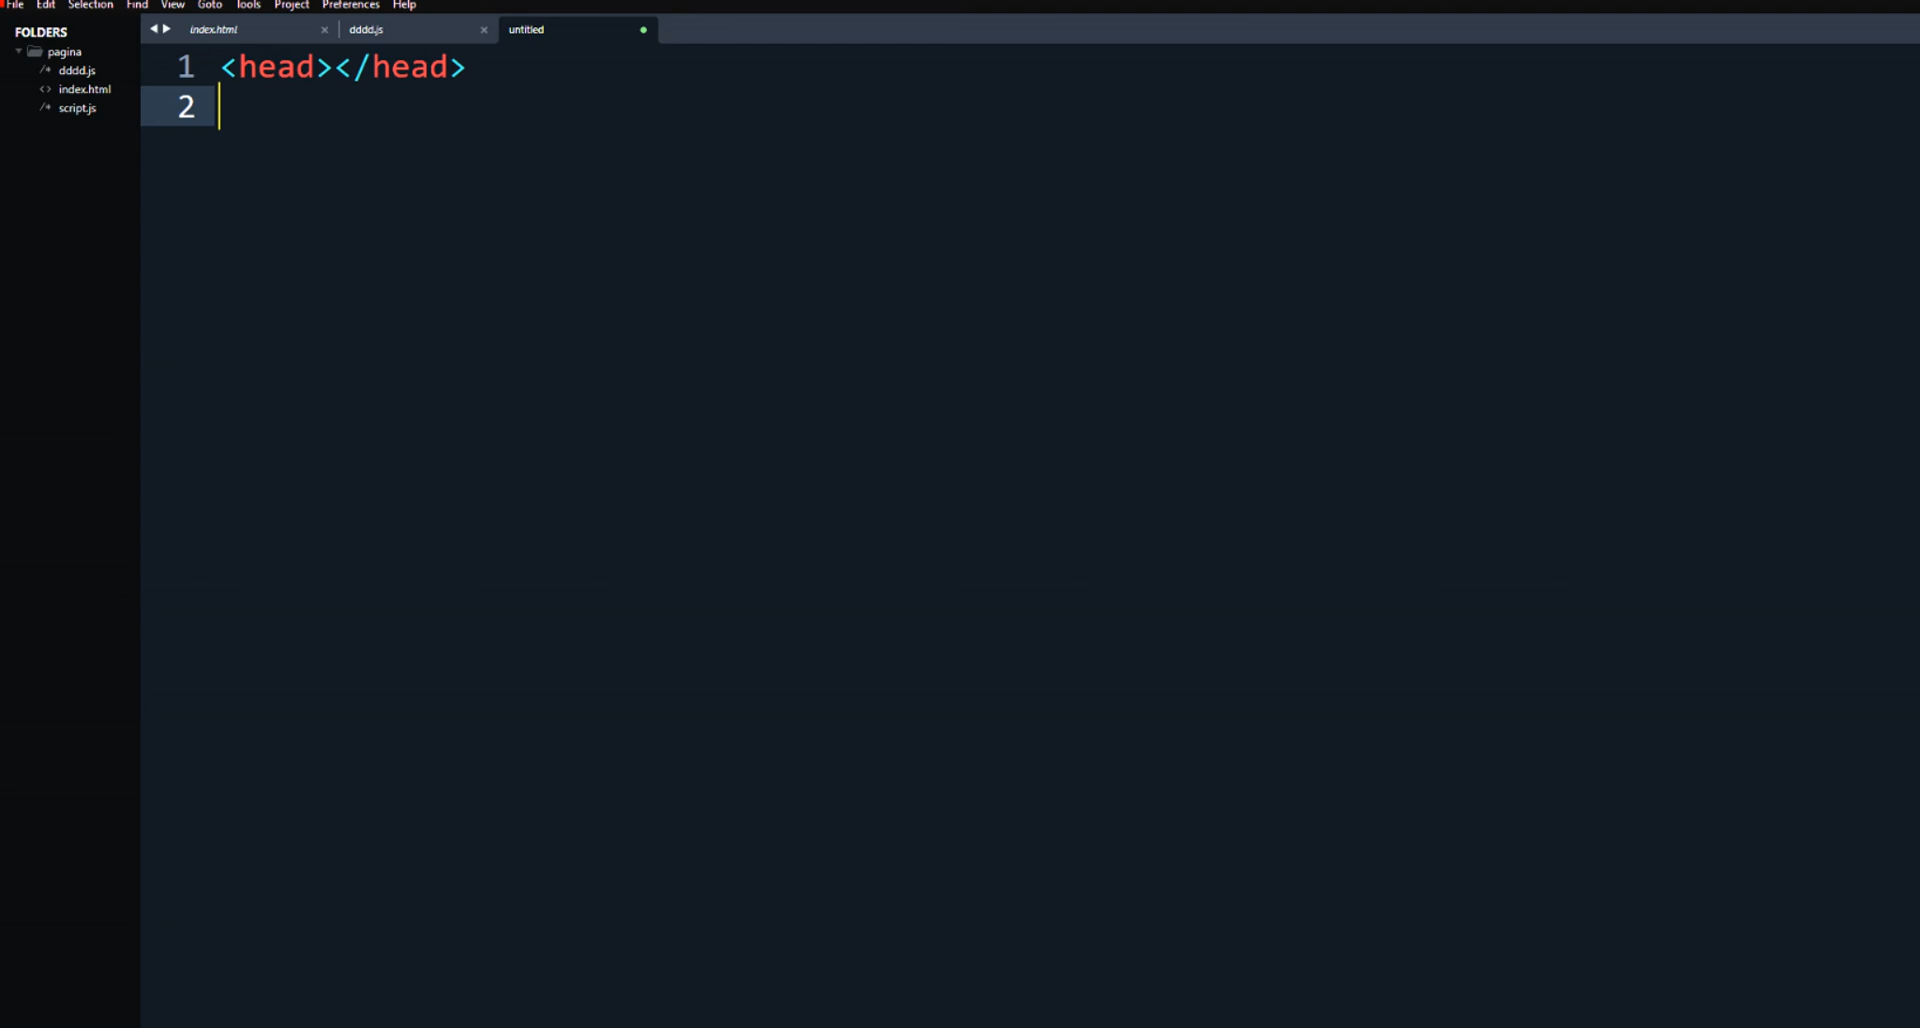 File Edit Selection Find View Goto Tools Project Preferences Help
FOLDERS
pagina
/* dddd.js
<> index.html
/* script.js
index.html × dddd.js × untitled
1 <head></head>
2